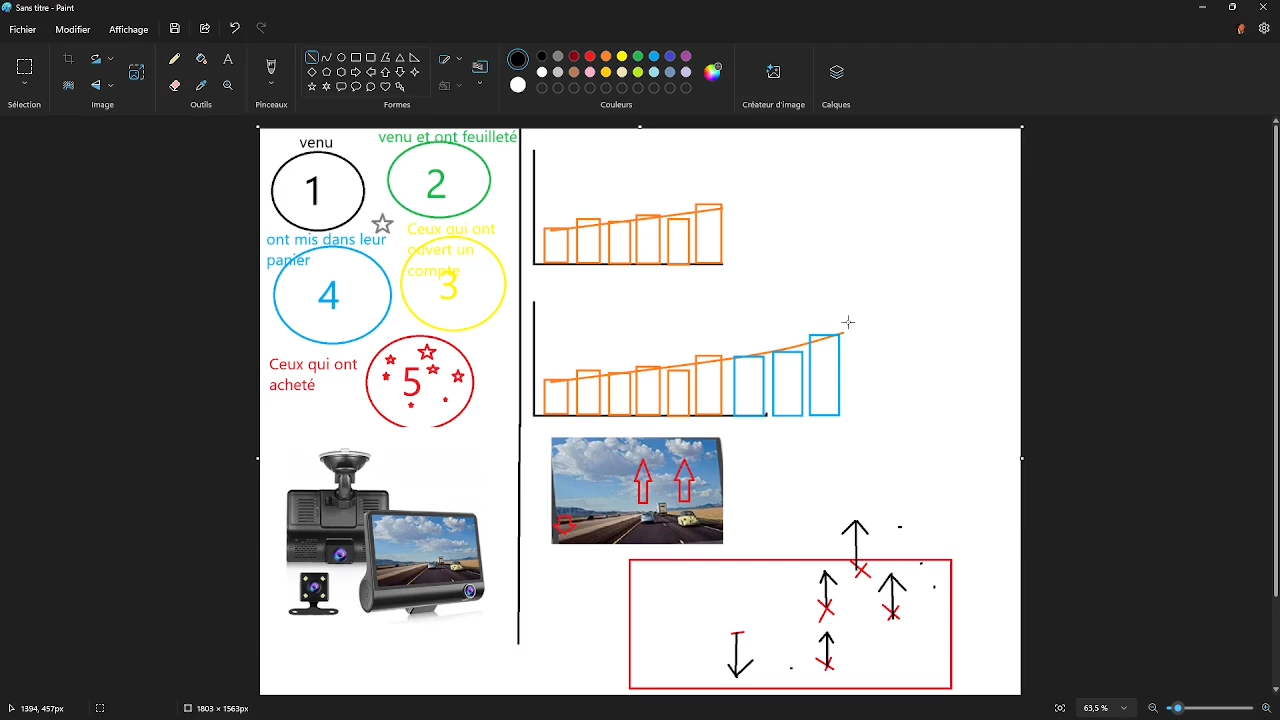 Sans titre - Paint
Fichier Modifier Affichage
Sélection Image Outils Pinceaux Formes Couleurs Créateur d'image Calques
venu
1
venu et ont feuilleté
2
ont mis dans leur
panier
4
Ceux qui ont
ouvert un
compte
3
Ceux qui ont
acheté
5
1394, 457px 1803 × 1563px 63,5 %